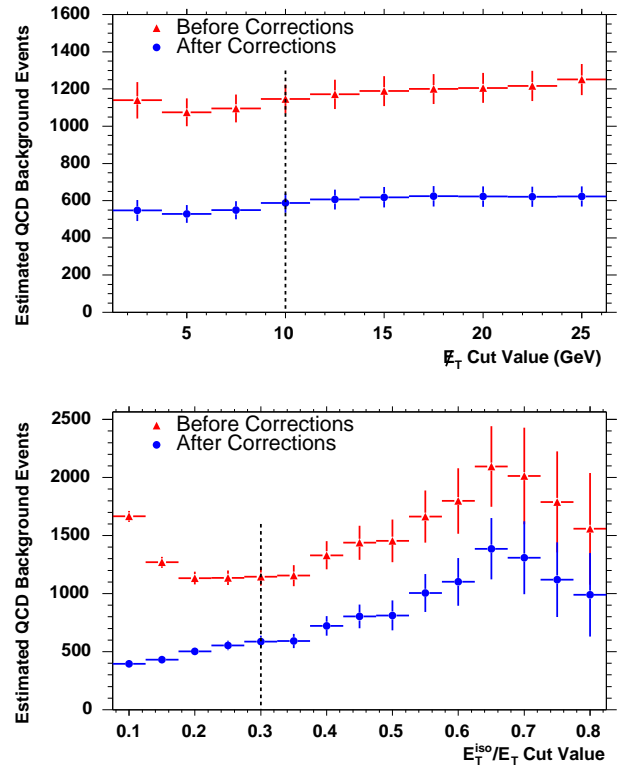 Estimated QCD Background Events
1600
1400
1200
1000
800
600
400
200
0
Before Corrections
After Corrections
5 10 15 20 25
E̸_T Cut Value (GeV)
Estimated QCD Background Events
2500
2000
1500
1000
500
0
Before Corrections
After Corrections
0.1 0.2 0.3 0.4 0.5 0.6 0.7 0.8
E_T^iso/E_T Cut Value